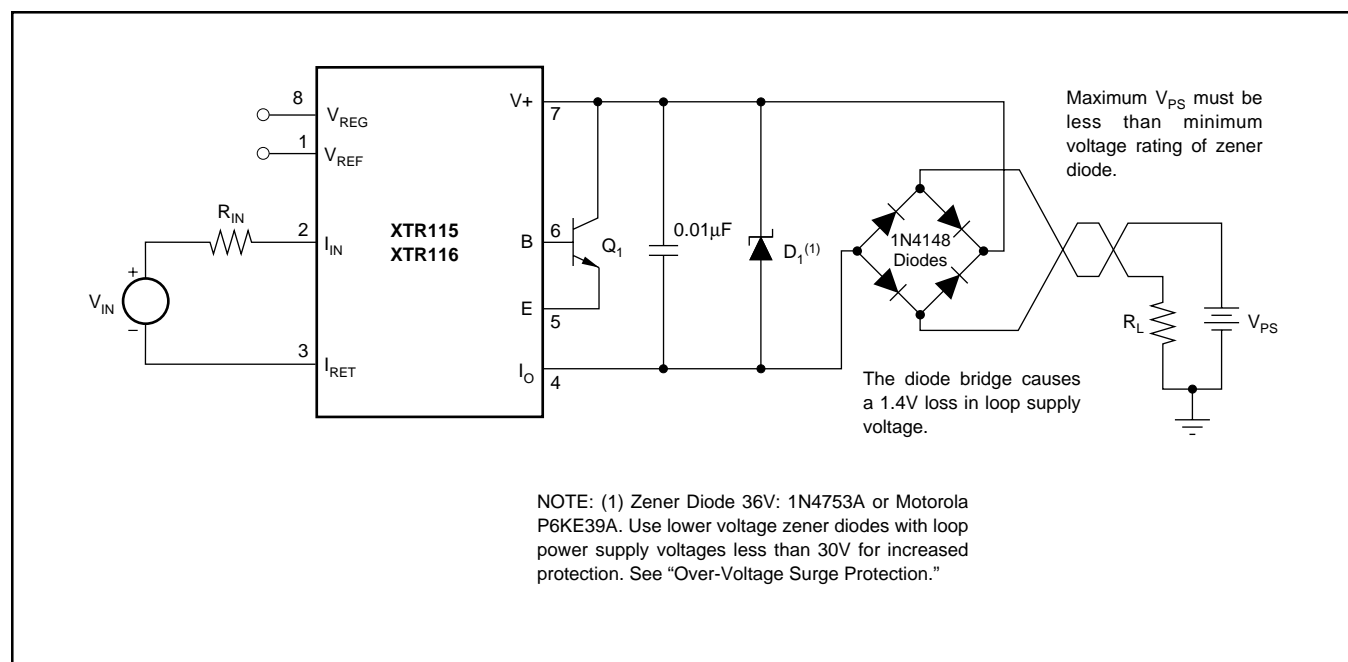 8
V_REG
1
V_REF
R_IN
2
I_IN
V_IN
+
−
3
I_RET
XTR115
XTR116
V+
7
B
6
Q_1
E
5
I_O
4
0.01μF
D_1^(1)
1N4148
Diodes
Maximum V_PS must be
less than minimum
voltage rating of zener
diode.
R_L
V_PS
The diode bridge causes
a 1.4V loss in loop supply
voltage.
NOTE: (1) Zener Diode 36V: 1N4753A or Motorola
P6KE39A. Use lower voltage zener diodes with loop
power supply voltages less than 30V for increased
protection. See “Over-Voltage Surge Protection.”